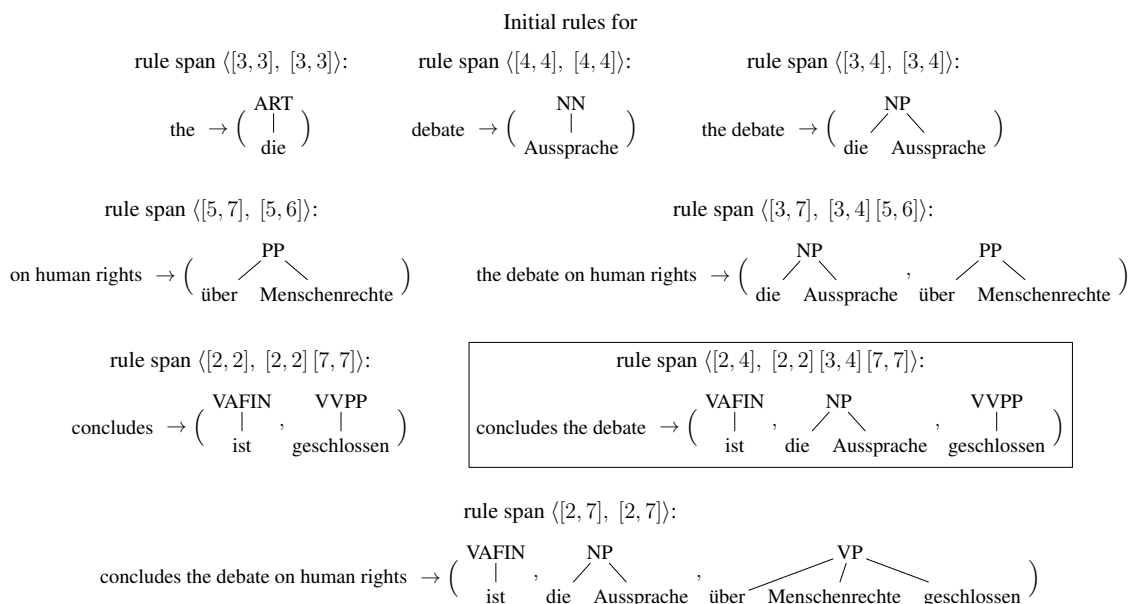 Initial rules for
rule span ⟨[3, 3], [3, 3]⟩: rule span ⟨[4, 4], [4, 4]⟩: rule span ⟨[3, 4], [3, 4]⟩:
ART NN NP
the → ( ) debate → ( ) the debate → ( )
die Aussprache die Aussprache
rule span ⟨[5, 7], [5, 6]⟩: rule span ⟨[3, 7], [3, 4] [5, 6]⟩:
PP NP PP
on human rights → ( ) the debate on human rights → ( , )
über Menschenrechte die Aussprache über Menschenrechte
rule span ⟨[2, 2], [2, 2] [7, 7]⟩: rule span ⟨[2, 4], [2, 2] [3, 4] [7, 7]⟩:
VAFIN VVPP VAFIN NP VVPP
concludes → ( , ) concludes the debate → ( , , )
ist geschlossen ist die Aussprache geschlossen
rule span ⟨[2, 7], [2, 7]⟩:
VAFIN NP VP
concludes the debate on human rights → ( , , )
ist die Aussprache über Menschenrechte geschlossen